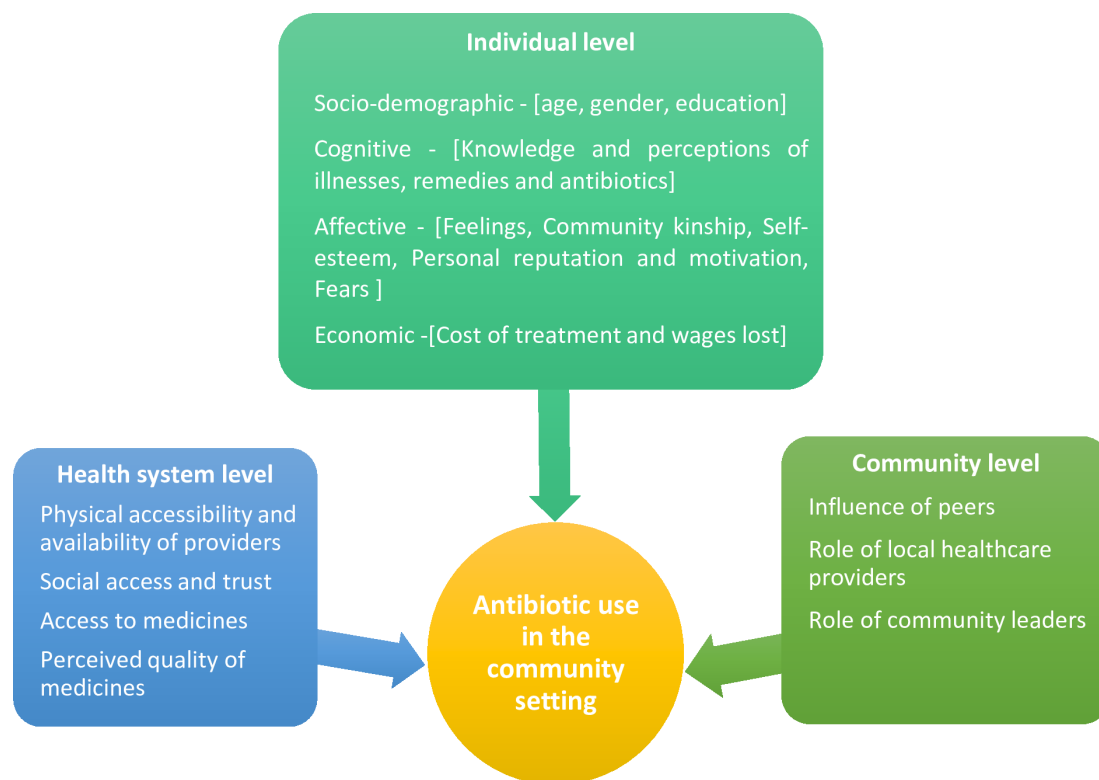 Individual level
Socio-demographic - [age, gender, education]
Cognitive - [Knowledge and perceptions of
illnesses, remedies and antibiotics]
Affective - [Feelings, Community kinship, Self-
esteem, Personal reputation and motivation,
Fears ]
Economic -[Cost of treatment and wages lost]
Health system level
Physical accessibility and
availability of providers
Social access and trust
Access to medicines
Perceived quality of
medicines
Antibiotic use
in the
community
setting
Community level
Influence of peers
Role of local healthcare
providers
Role of community leaders